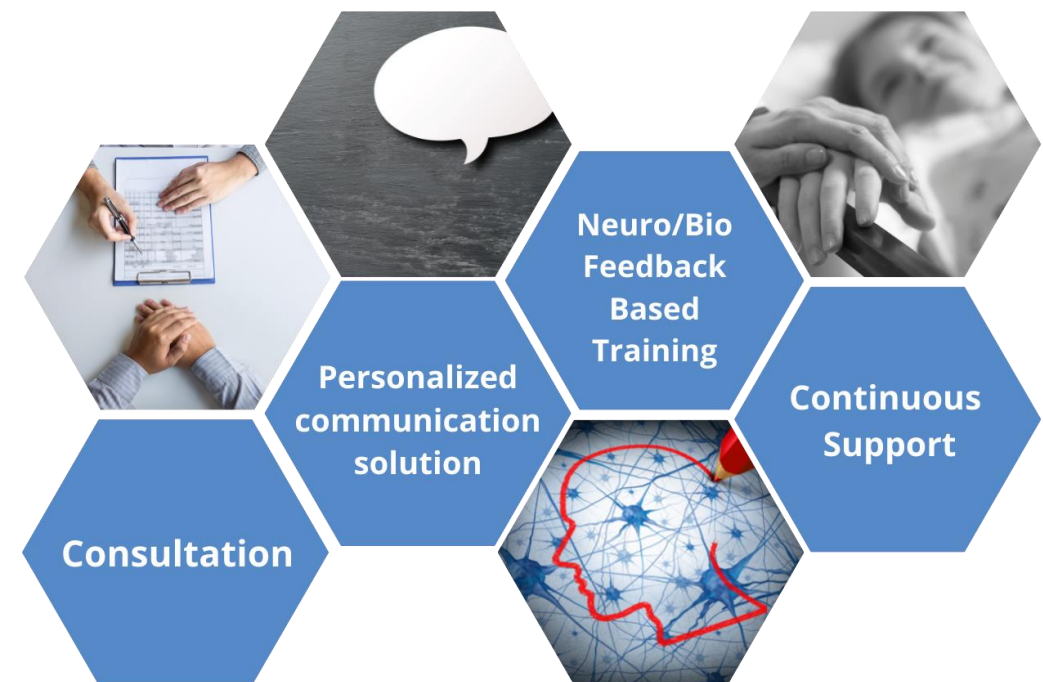 Consultation
Personalized
communication
solution
Neuro/Bio
Feedback
Based
Training
Continuous
Support